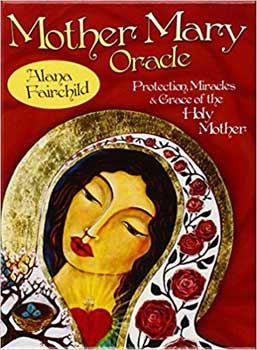 Mother Mary
Oracle
Alana
Fairchild
Protection, Miracles
& Grace of the
Holy
Mother